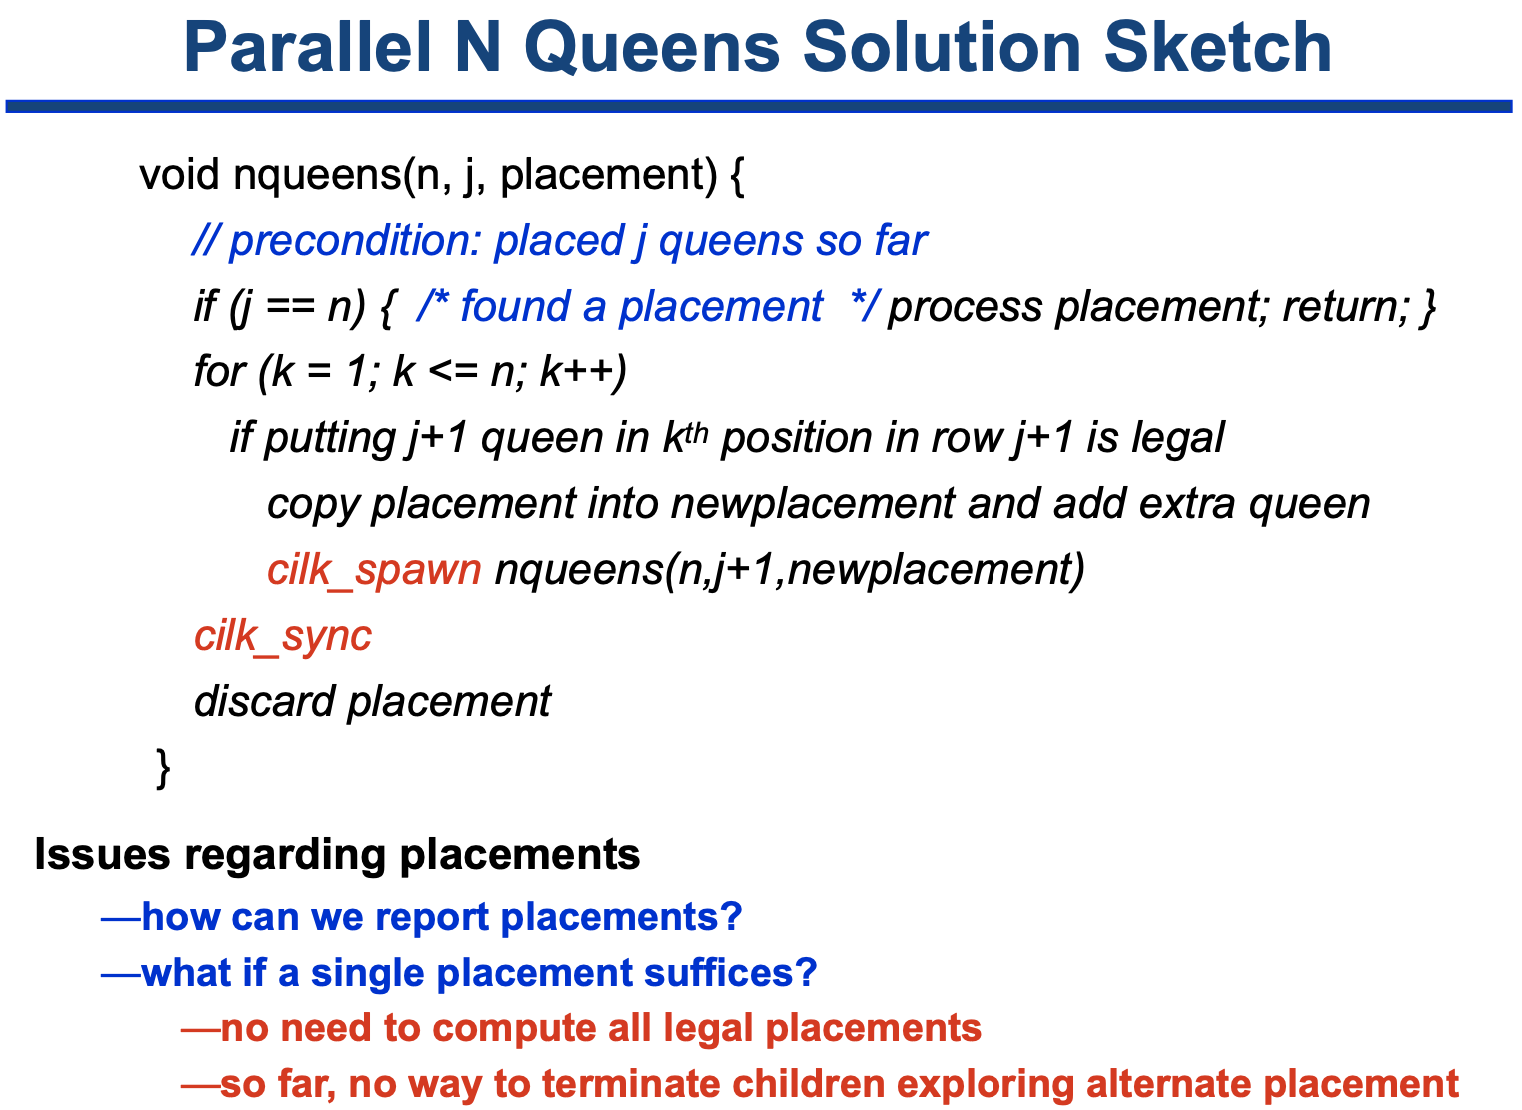 Parallel N Queens Solution Sketch
void nqueens(n, j, placement) {
// precondition: placed j queens so far
if (j == n) { /* found a placement */ process placement; return; }
for (k = 1; k <= n; k++)
if putting j+1 queen in kth position in row j+1 is legal
copy placement into newplacement and add extra queen
cilk_spawn nqueens(n,j+1,newplacement)
cilk_sync
discard placement
}
Issues regarding placements
—how can we report placements?
—what if a single placement suffices?
—no need to compute all legal placements
—so far, no way to terminate children exploring alternate placement